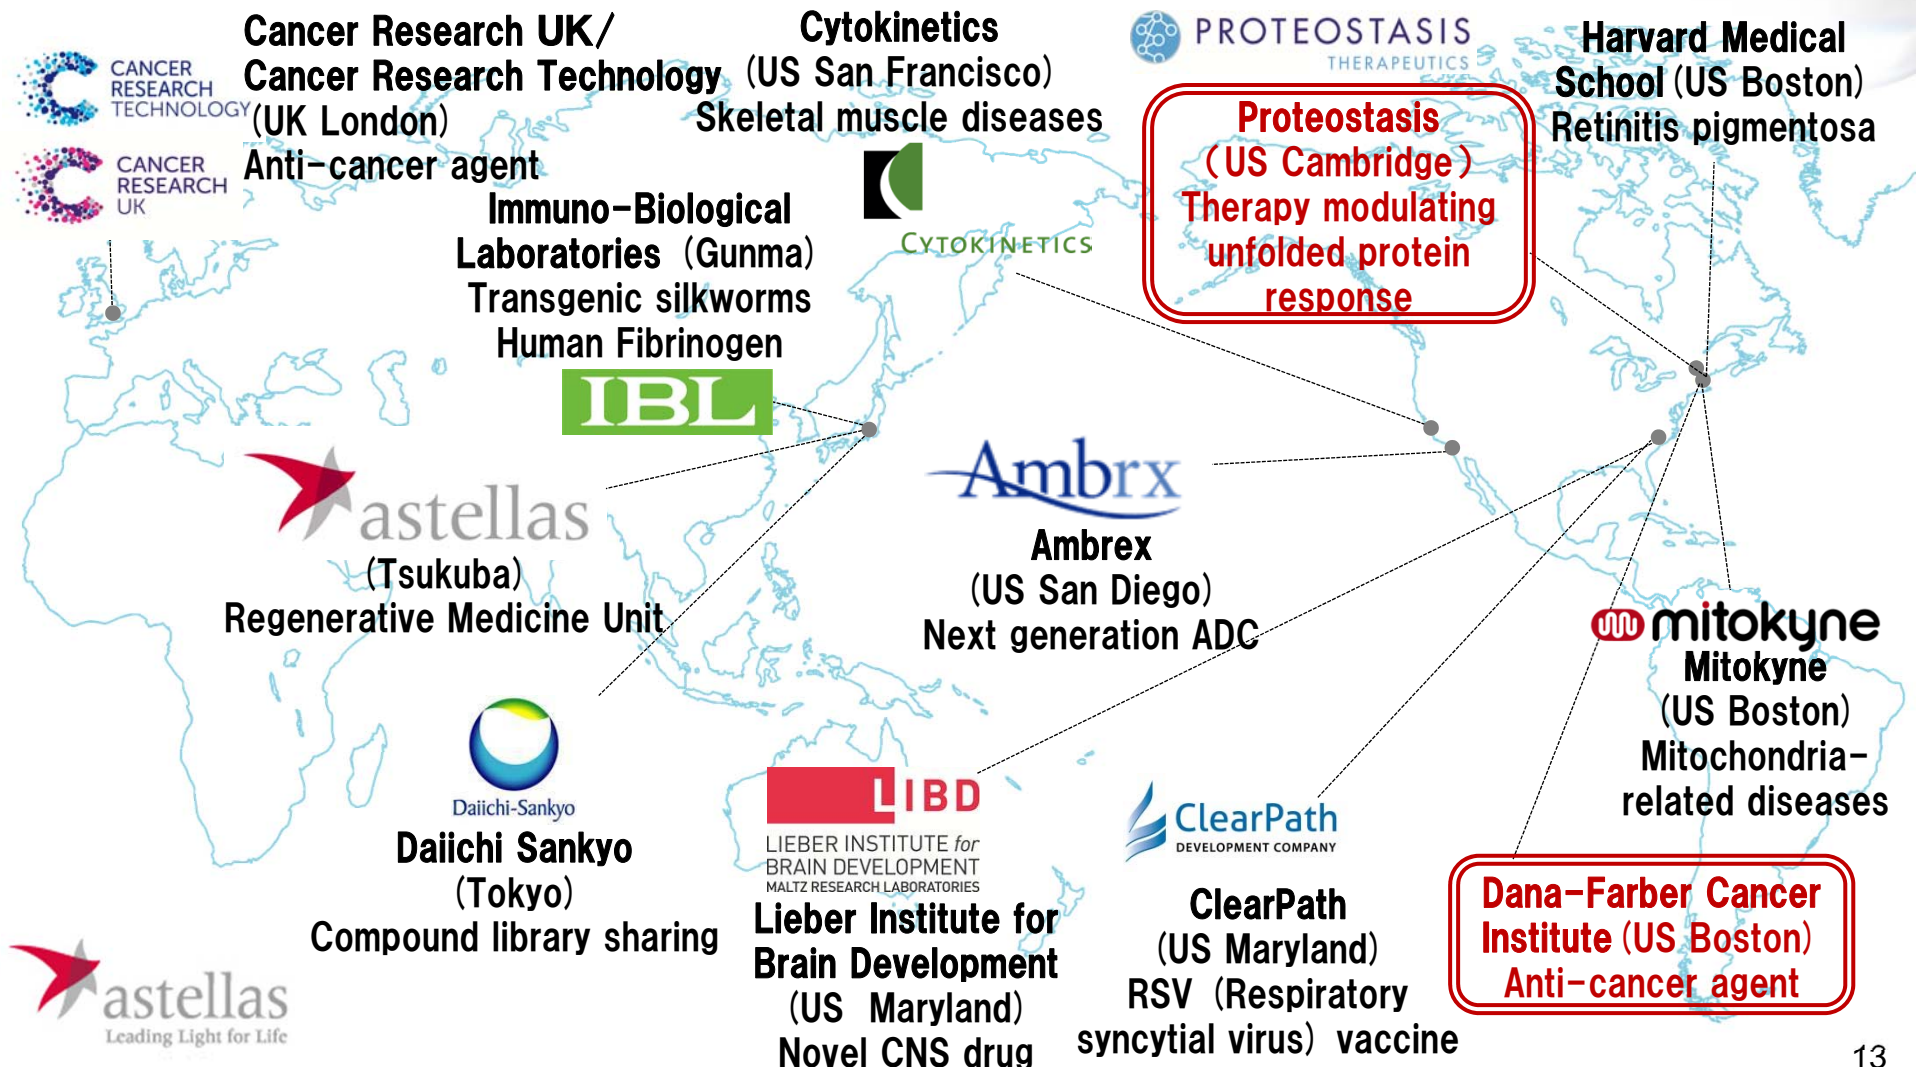 CANCER
RESEARCH
TECHNOLOGY
CANCER
RESEARCH
UK
Cancer Research UK/
Cancer Research Technology
(UK London)
Anti-cancer agent
Cytokinetics
(US San Francisco)
Skeletal muscle diseases
CYTOKINETICS
PROTEOSTASIS
THERAPEUTICS
Proteostasis
(US Cambridge)
Therapy modulating
unfolded protein
response
Harvard Medical
School (US Boston)
Retinitis pigmentosa
Immuno-Biological
Laboratories (Gunma)
Transgenic silkworms
Human Fibrinogen
IBL
astellas
(Tsukuba)
Regenerative Medicine Unit
Ambrx
Ambrex
(US San Diego)
Next generation ADC
mitokyne
Mitokyne
(US Boston)
Mitochondria-
related diseases
Daiichi-Sankyo
Daiichi Sankyo
(Tokyo)
Compound library sharing
LIBD
LIEBER INSTITUTE for
BRAIN DEVELOPMENT
MALTZ RESEARCH LABORATORIES
Lieber Institute for
Brain Development
(US Maryland)
Novel CNS drug
ClearPath
DEVELOPMENT COMPANY
ClearPath
(US Maryland)
RSV (Respiratory
syncytial virus) vaccine
Dana-Farber Cancer
Institute (US Boston)
Anti-cancer agent
astellas
Leading Light for Life
13